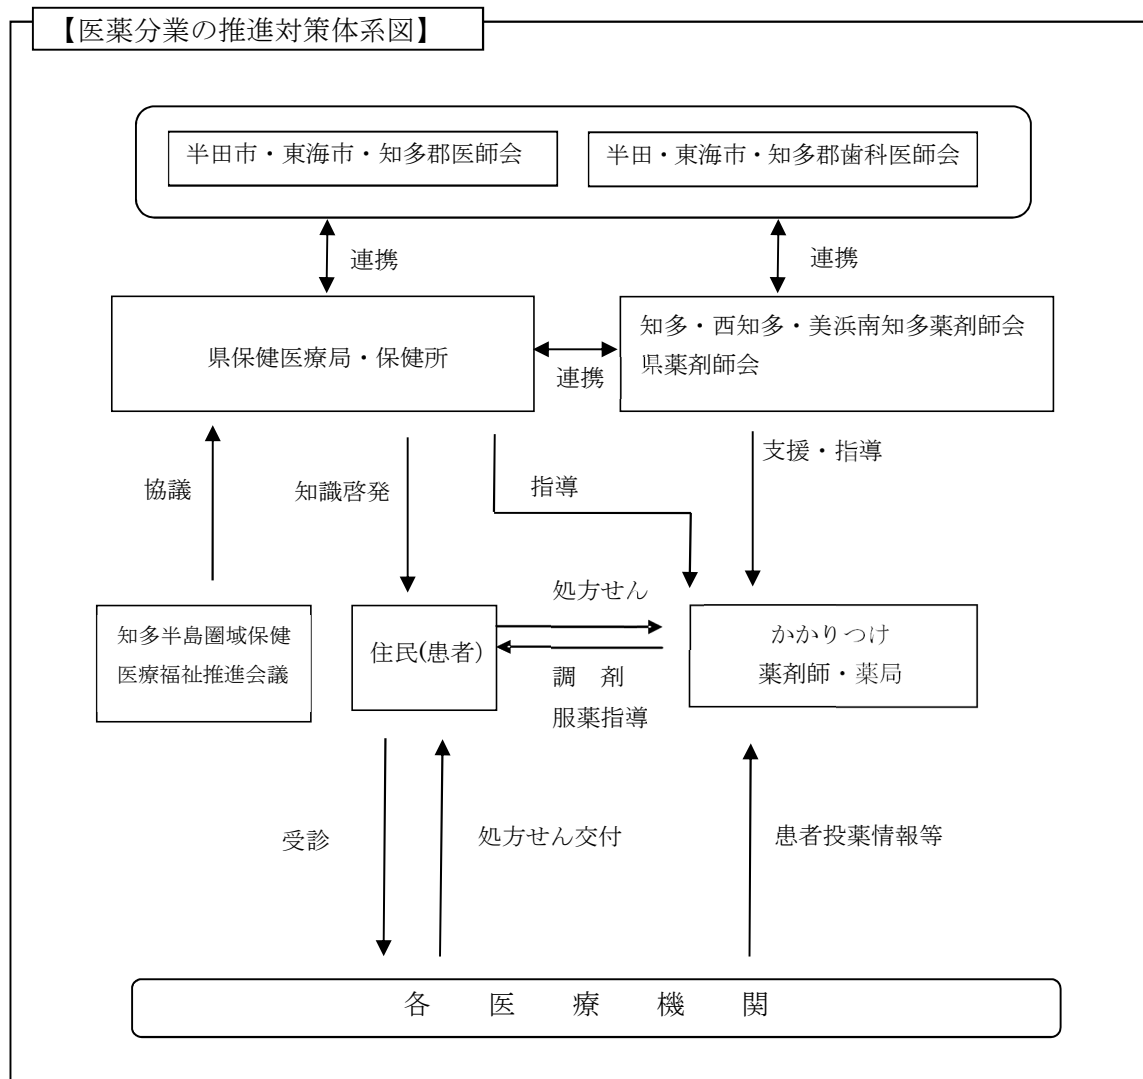 【医薬分業の推進対策体系図】
半田市・東海市・知多郡医師会
半田・東海市・知多郡歯科医師会
連携
連携
県保健医療局・保健所
連携
知多・西知多・美浜南知多薬剤師会
県薬剤師会
協議
知識啓発
指導
支援・指導
知多半島圏域保健
医療福祉推進会議
住民(患者)
処方せん
調　剤
服薬指導
かかりつけ
薬剤師・薬局
受診
処方せん交付
患者投薬情報等
各　医　療　機　関